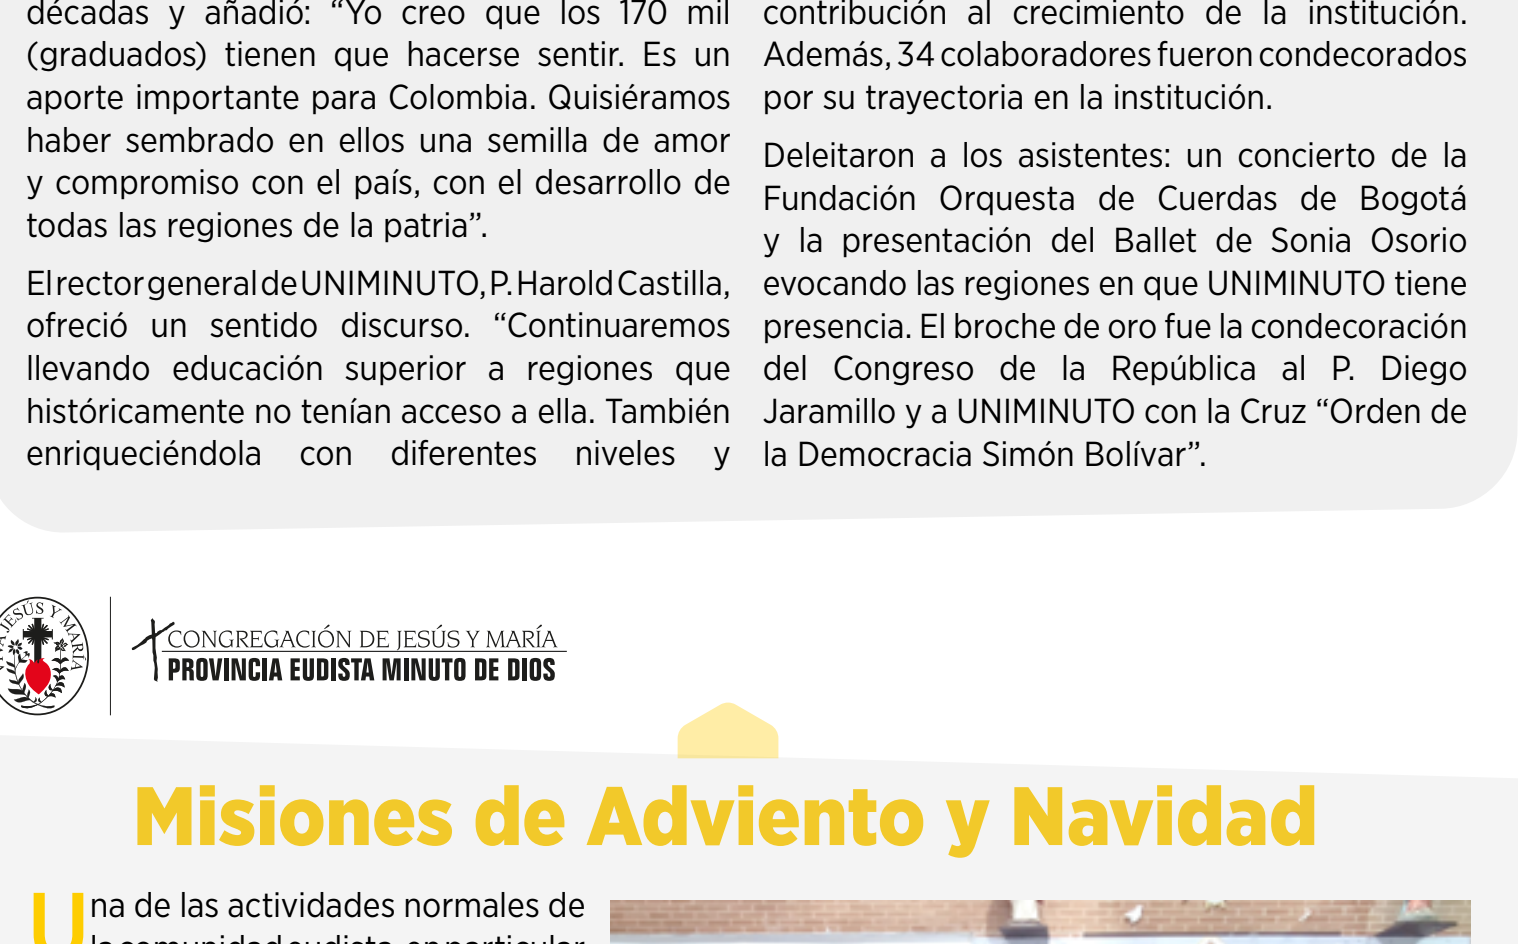 décadas y añadió: “Yo creo que los 170 mil
(graduados) tienen que hacerse sentir. Es un
aporte importante para Colombia. Quisiéramos
haber sembrado en ellos una semilla de amor
y compromiso con el país, con el desarrollo de
todas las regiones de la patria”.
El rector general de UNIMINUTO, P. Harold Castilla,
ofreció un sentido discurso. “Continuaremos
llevando educación superior a regiones que
históricamente no tenían acceso a ella. También
enriqueciéndola con diferentes niveles y
contribución al crecimiento de la institución.
Además, 34 colaboradores fueron condecorados
por su trayectoria en la institución.
Deleitaron a los asistentes: un concierto de la
Fundación Orquesta de Cuerdas de Bogotá
y la presentación del Ballet de Sonia Osorio
evocando las regiones en que UNIMINUTO tiene
presencia. El broche de oro fue la condecoración
del Congreso de la República al P. Diego
Jaramillo y a UNIMINUTO con la Cruz “Orden de
la Democracia Simón Bolívar”.
JESÚS Y MARÍA
CONGREGACIÓN DE JESÚS Y MARÍA
PROVINCIA EUDISTA MINUTO DE DIOS
Misiones de Adviento y Navidad
Una de las actividades normales de
la comunidad eudista, en particular